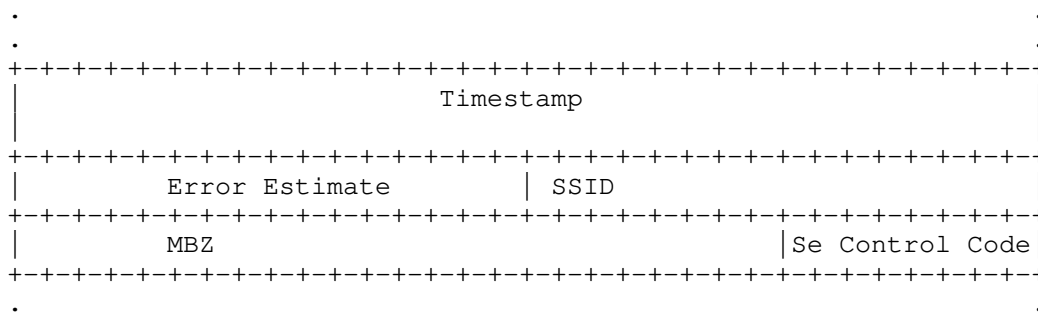 .                                                               .
.                                                               .
+-+-+-+-+-+-+-+-+-+-+-+-+-+-+-+-+-+-+-+-+-+-+-+-+-+-+-+-+-+-+-+--
|                          Timestamp                            |
|                                                               |
+-+-+-+-+-+-+-+-+-+-+-+-+-+-+-+-+-+-+-+-+-+-+-+-+-+-+-+-+-+-+-+--
|         Error Estimate        | SSID                          |
+-+-+-+-+-+-+-+-+-+-+-+-+-+-+-+-+-+-+-+-+-+-+-+-+-+-+-+-+-+-+-+--
|         MBZ                                   |Se Control Code|
+-+-+-+-+-+-+-+-+-+-+-+-+-+-+-+-+-+-+-+-+-+-+-+-+-+-+-+-+-+-+-+--
.                                                               .